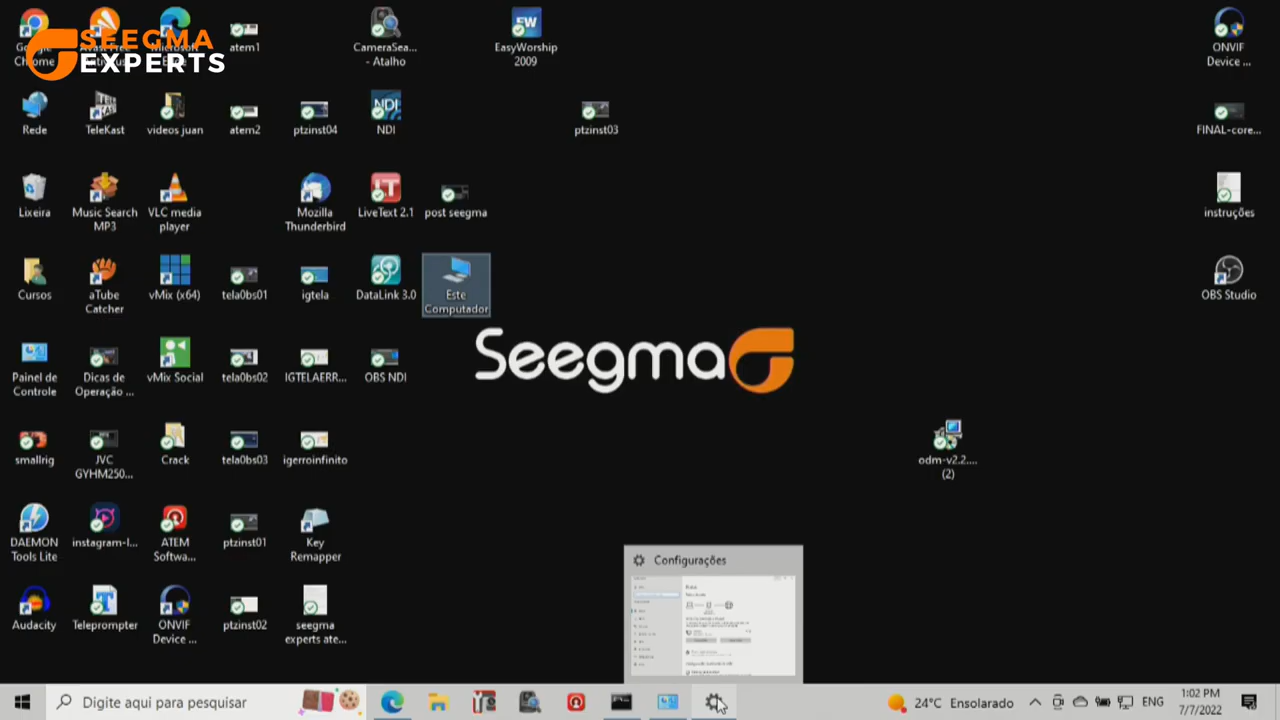 SEEGMA
EXPERTS
Chrome
atem1
CameraSea...
- Atalho
EasyWorship
2009
ONVIF
Device ...
Rede
TeleKast
videos juan
atem2
ptzinst04
NDI
NDI
ptzinst03
FINAL-core...
Lixeira
Music Search
MP3
VLC media
player
Mozilla
Thunderbird
LiveText 2.1
post seegma
instruções
Cursos
aTube
Catcher
vMix (x64)
tela0bs01
igtela
DataLink 3.0
Este
Computador
OBS Studio
Seegma
Painel de
Controle
Dicas de
Operação ...
vMix Social
tela0bs02
IGTELAERR...
OBS NDI
smallrig
JVC
GYHM250...
Crack
tela0bs03
igerroinfinito
odm-v2.2....
(2)
DAEMON
Tools Lite
instagram-l...
ATEM
Softwa...
ptzinst01
Key
Remapper
Configurações
Audacity
Teleprompter
ONVIF
Device ...
ptzinst02
seegma
experts ate...
Digite aqui para pesquisar
24°C Ensolarado
ENG
1:02 PM
7/7/2022